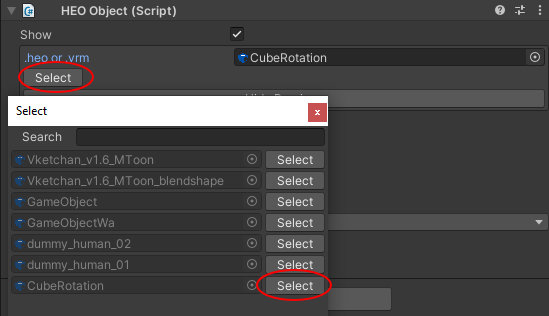 HEO Object (Script)
Show
.heo or .vrm
CubeRotation
Select
Select
x
Search
Vketchan_v1.6_MToon
Select
Vketchan_v1.6_MToon_blendshape
Select
GameObject
Select
GameObjectWa
Select
dummy_human_02
Select
dummy_human_01
Select
CubeRotation
Select